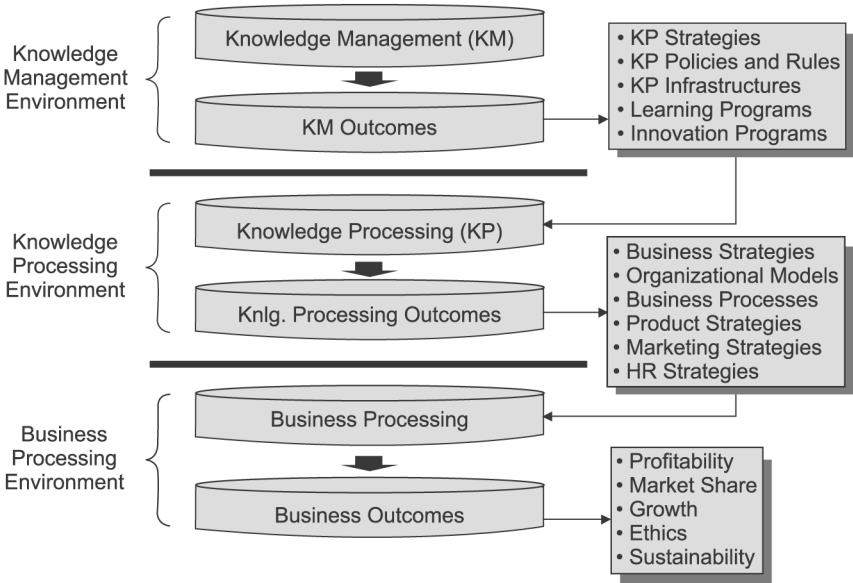 Knowledge
Management
Environment
Knowledge Management (KM)
KM Outcomes
• KP Strategies
• KP Policies and Rules
• KP Infrastructures
• Learning Programs
• Innovation Programs
Knowledge
Processing
Environment
Knowledge Processing (KP)
Knlg. Processing Outcomes
• Business Strategies
• Organizational Models
• Business Processes
• Product Strategies
• Marketing Strategies
• HR Strategies
Business
Processing
Environment
Business Processing
Business Outcomes
• Profitability
• Market Share
• Growth
• Ethics
• Sustainability